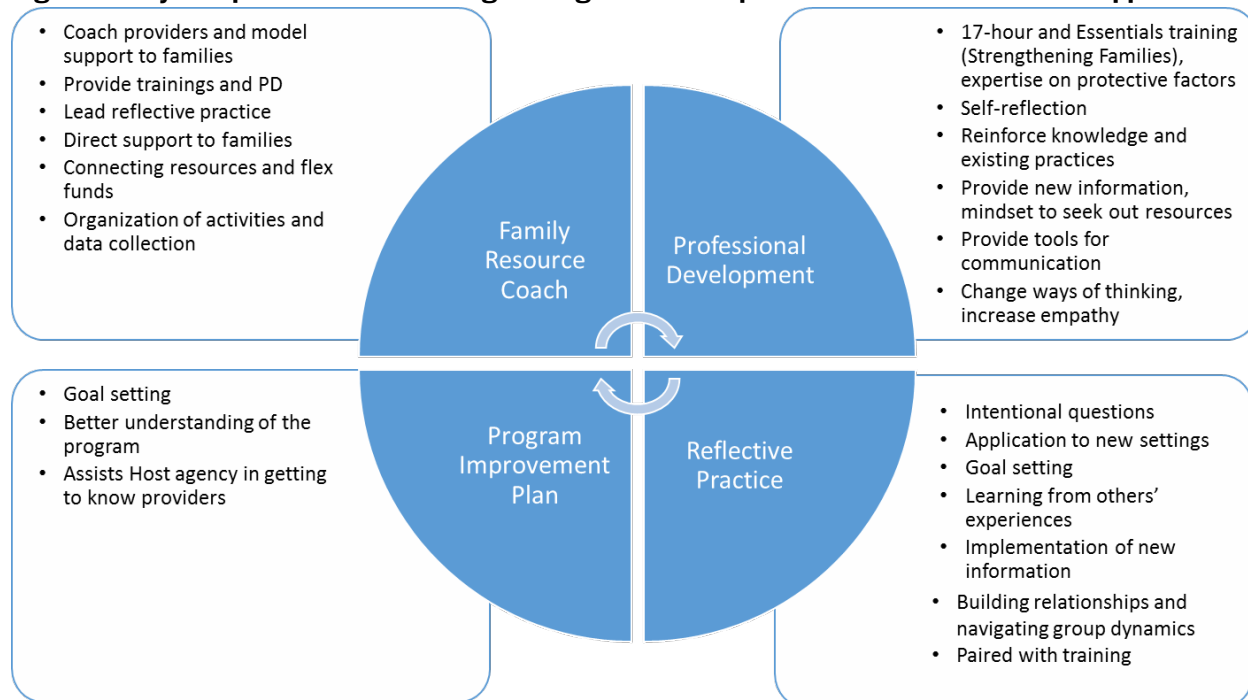 • Coach providers and model
support to families
• Provide trainings and PD
• Lead reflective practice
• Direct support to families
• Connecting resources and flex
funds
• Organization of activities and
data collection
• 17-hour and Essentials training
(Strengthening Families),
expertise on protective factors
• Self-reflection
• Reinforce knowledge and
existing practices
• Provide new information,
mindset to seek out resources
• Provide tools for
communication
• Change ways of thinking,
increase empathy
Family
Resource
Coach
Professional
Development
Program
Improvement
Plan
Reflective
Practice
• Goal setting
• Better understanding of the
program
• Assists Host agency in getting
to know providers
• Intentional questions
• Application to new settings
• Goal setting
• Learning from others’
experiences
• Implementation of new
information
• Building relationships and
navigating group dynamics
• Paired with training